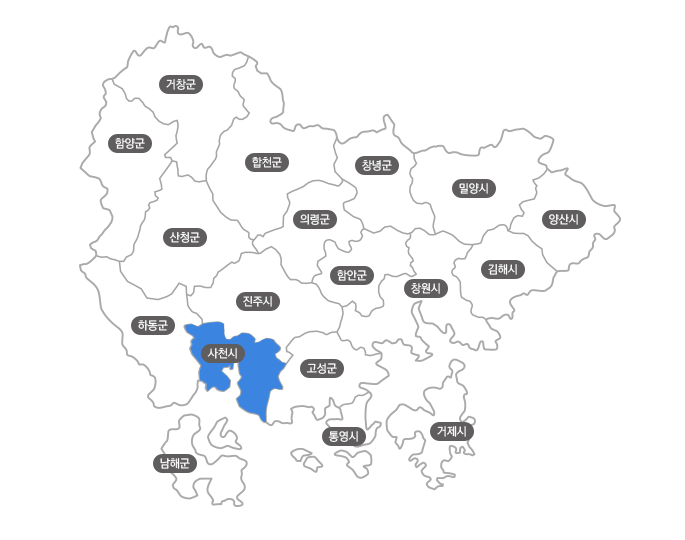 거창군
함양군
합천군
창녕군
밀양시
의령군
양산시
산청군
함안군
김해시
창원시
진주시
하동군
사천시
고성군
통영시
거제시
남해군